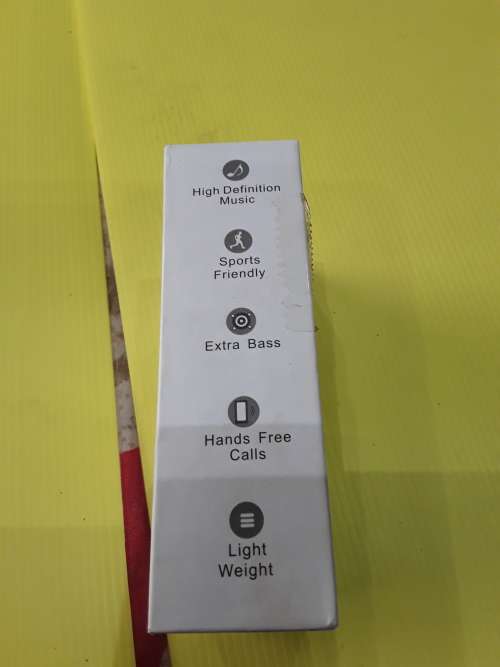 High Definition
Music
Sports
Friendly
Extra Bass
Hands Free
Calls
Light
Weight